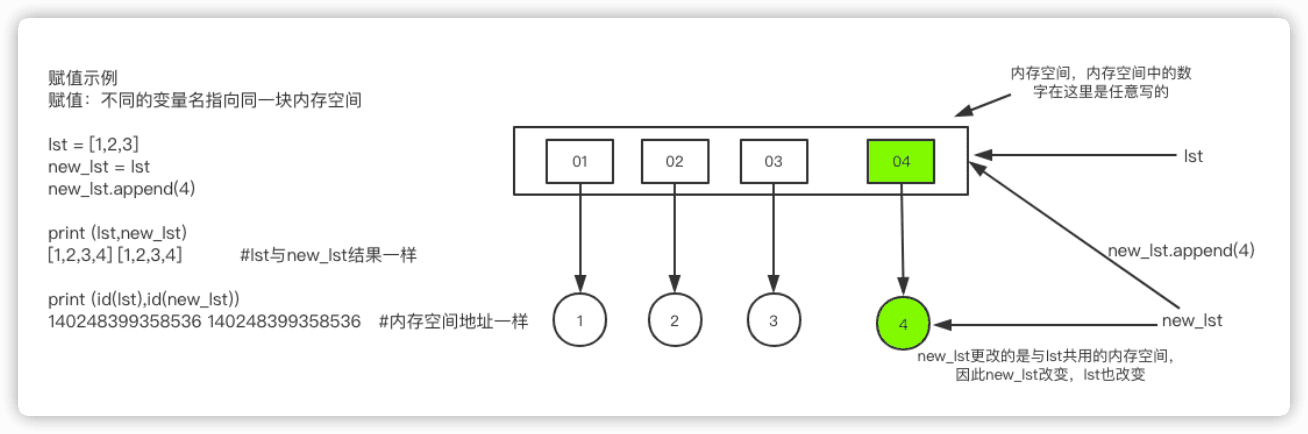 赋值示例
赋值：不同的变量名指向同一块内存空间
lst = [1,2,3]
new_lst = lst
new_lst.append(4)
print (lst,new_lst)
[1,2,3,4] [1,2,3,4] #lst与new_lst结果一样
print (id(lst),id(new_lst))
140248399358536 140248399358536 #内存空间地址一样
内存空间，内存空间中的数
字在这里是任意写的
01 02 03 04
lst
new_lst.append(4)
1 2 3 4
new_lst
new_lst更改的是与lst共用的内存空间，
因此new_lst改变，lst也改变